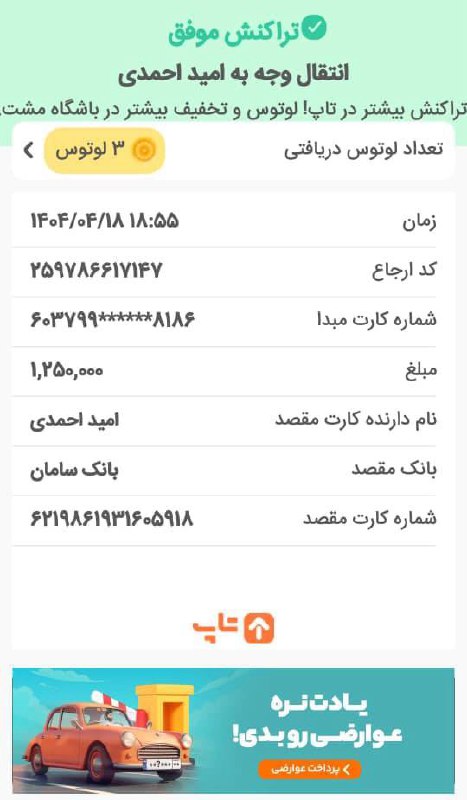 تراکنش موفق
انتقال وجه به امید احمدی
تراکنش بیشتر در تاپ! لوتوس و تخفیف بیشتر در باشگاه مشت
تعداد لوتوس دریافتی ۳ لوتوس
زمان ۱۴۰۴/۰۴/۱۸ ۱۸:۵۵
کد ارجاع ۲۵۹۷۸۶۶۱۷۱۴۷
شماره کارت مبدا ۶۰۳۷۹۹******۸۱۸۶
مبلغ ۱,۲۵۰,۰۰۰
نام دارنده کارت مقصد امید احمدی
بانک مقصد بانک سامان
شماره کارت مقصد ۶۲۱۹۸۶۱۹۳۱۶۰۵۹۱۸
تاپ
یادت نره
عوارضی رو بدی!
پرداخت عوارضی